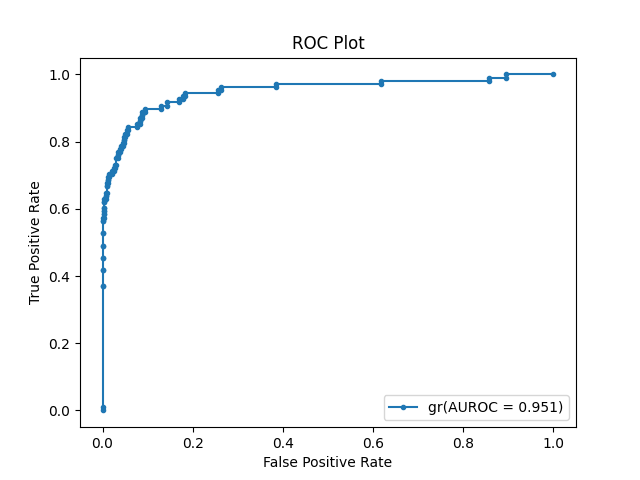 ROC Plot
True Positive Rate
1.0
0.8
0.6
0.4
0.2
0.0
gr(AUROC = 0.951)
0.0 0.2 0.4 0.6 0.8 1.0
False Positive Rate